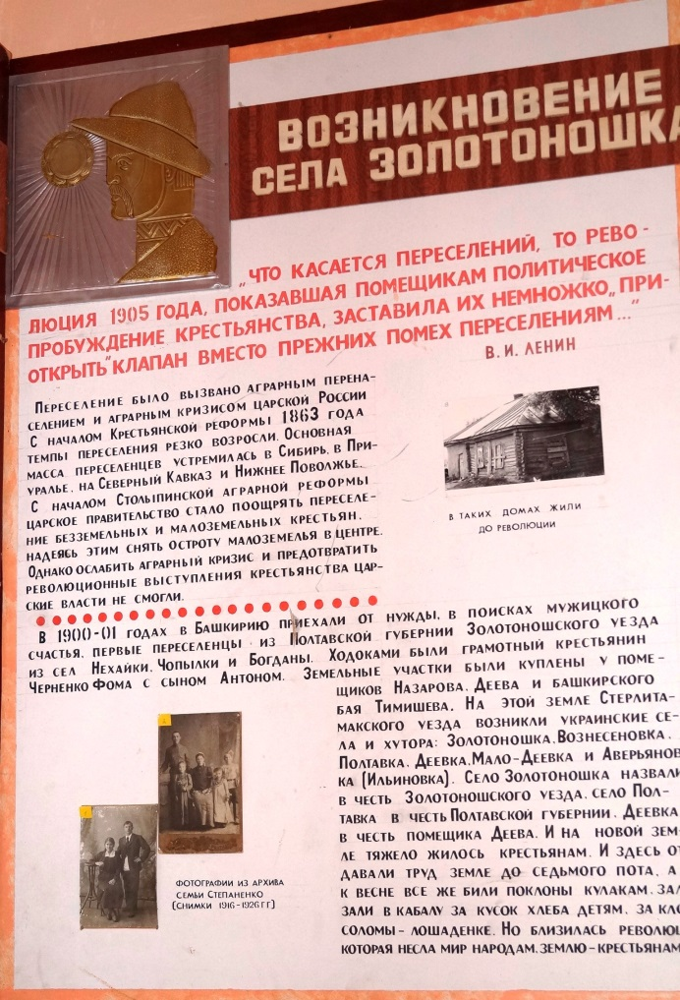 ВОЗНИКНОВЕНИЕ
СЕЛА ЗОЛОТОНОШКА
„ЧТО КАСАЕТСЯ ПЕРЕСЕЛЕНИЙ, ТО РЕВО-
ЛЮЦИЯ 1905 ГОДА, ПОКАЗАВШАЯ ПОМЕЩИКАМ ПОЛИТИЧЕСКОЕ
ПРОБУЖДЕНИЕ КРЕСТЬЯНСТВА, ЗАСТАВИЛА ИХ НЕМНОЖКО „ПРИ-
ОТКРЫТЬ" КЛАПАН ВМЕСТО ПРЕЖНИХ ПОМЕХ ПЕРЕСЕЛЕНИЯМ..."
В. И. ЛЕНИН
ПЕРЕСЕЛЕНИЕ БЫЛО ВЫЗВАНО АГРАРНЫМ ПЕРЕНА-
СЕЛЕНИЕМ И АГРАРНЫМ КРИЗИСОМ ЦАРСКОЙ РОССИИ
С НАЧАЛОМ КРЕСТЬЯНСКОЙ РЕФОРМЫ 1863 ГОДА
ТЕМПЫ ПЕРЕСЕЛЕНИЯ РЕЗКО ВОЗРОСЛИ. ОСНОВНАЯ
МАССА ПЕРЕСЕЛЕНЦЕВ УСТРЕМИЛАСЬ В СИБИРЬ, В ПРИ-
УРАЛЬЕ, НА СЕВЕРНЫЙ КАВКАЗ И НИЖНЕЕ ПОВОЛЖЬЕ.
С НАЧАЛОМ СТОЛЫПИНСКОЙ АГРАРНОЙ РЕФОРМЫ
ЦАРСКОЕ ПРАВИТЕЛЬСТВО СТАЛО ПООЩРЯТЬ ПЕРЕСЕЛЕ-
НИЕ БЕЗЗЕМЕЛЬНЫХ И МАЛОЗЕМЕЛЬНЫХ КРЕСТЬЯН,
НАДЕЯСЬ ЭТИМ СНЯТЬ ОСТРОТУ МАЛОЗЕМЕЛЬЯ В ЦЕНТРЕ.
ОДНАКО ОСЛАБИТЬ АГРАРНЫЙ КРИЗИС И ПРЕДОТВРАТИТЬ
РЕВОЛЮЦИОННЫЕ ВЫСТУПЛЕНИЯ КРЕСТЬЯНСТВА ЦАР-
СКИЕ ВЛАСТИ НЕ СМОГЛИ.
В ТАКИХ ДОМАХ ЖИЛИ
ДО РЕВОЛЮЦИИ
В 1900-01 ГОДАХ В БАШКИРИЮ ПРИЕХАЛИ ОТ НУЖДЫ, В ПОИСКАХ МУЖИЦКОГО
СЧАСТЬЯ, ПЕРВЫЕ ПЕРЕСЕЛЕНЦЫ ИЗ ПОЛТАВСКОЙ ГУБЕРНИИ ЗОЛОТОНОШСКОГО УЕЗДА
ИЗ СЕЛ НЕХАЙКИ, ЧОПЫЛКИ И БОГДАНЫ. ХОДОКАМИ БЫЛИ ГРАМОТНЫЙ КРЕСТЬЯНИН
ЧЕРНЕНКО ФОМА С СЫНОМ АНТОНОМ. ЗЕМЕЛЬНЫЕ УЧАСТКИ БЫЛИ КУПЛЕНЫ У ПОМЕ-
ЩИКОВ НАЗАРОВА, ДЕЕВА И БАШКИРСКОГО
БАЯ ТИМИШЕВА. НА ЭТОЙ ЗЕМЛЕ СТЕРЛИТА-
МАКСКОГО УЕЗДА ВОЗНИКЛИ УКРАИНСКИЕ СЕ-
ЛА И ХУТОРА: ЗОЛОТОНОШКА, ВОЗНЕСЕНОВКА,
ПОЛТАВКА, ДЕЕВКА, МАЛО-ДЕЕВКА И АВЕРЬЯНОВ
КА (ИЛЬИНОВКА). СЕЛО ЗОЛОТОНОШКА НАЗВАЛИ
В ЧЕСТЬ ЗОЛОТОНОШСКОГО УЕЗДА, СЕЛО ПОЛ-
ТАВКА В ЧЕСТЬ ПОЛТАВСКОЙ ГУБЕРНИИ, ДЕЕВКА
В ЧЕСТЬ ПОМЕЩИКА ДЕЕВА. И НА НОВОЙ ЗЕМ-
ЛЕ ТЯЖЕЛО ЖИЛОСЬ КРЕСТЬЯНАМ. И ЗДЕСЬ ОТ
ДАВАЛИ ТРУД ЗЕМЛЕ ДО СЕДЬМОГО ПОТА, А
К ВЕСНЕ ВСЕ ЖЕ БИЛИ ПОКЛОНЫ КУЛАКАМ, ЗАЛ
ЗАЛИ В КАБАЛУ ЗА КУСОК ХЛЕБА ДЕТЯМ, ЗА КЛО
СОЛОМЫ-ЛОШАДЕНКЕ. НО БЛИЗИЛАСЬ РЕВОЛЮЦ
КОТОРАЯ НЕСЛА МИР НАРОДАМ, ЗЕМЛЮ-КРЕСТЬЯНАМ
ФОТОГРАФИИ ИЗ АРХИВА
СЕМЬИ СТЕПАНЕНКО
(СНИМКИ 1916-1926 Г Г)